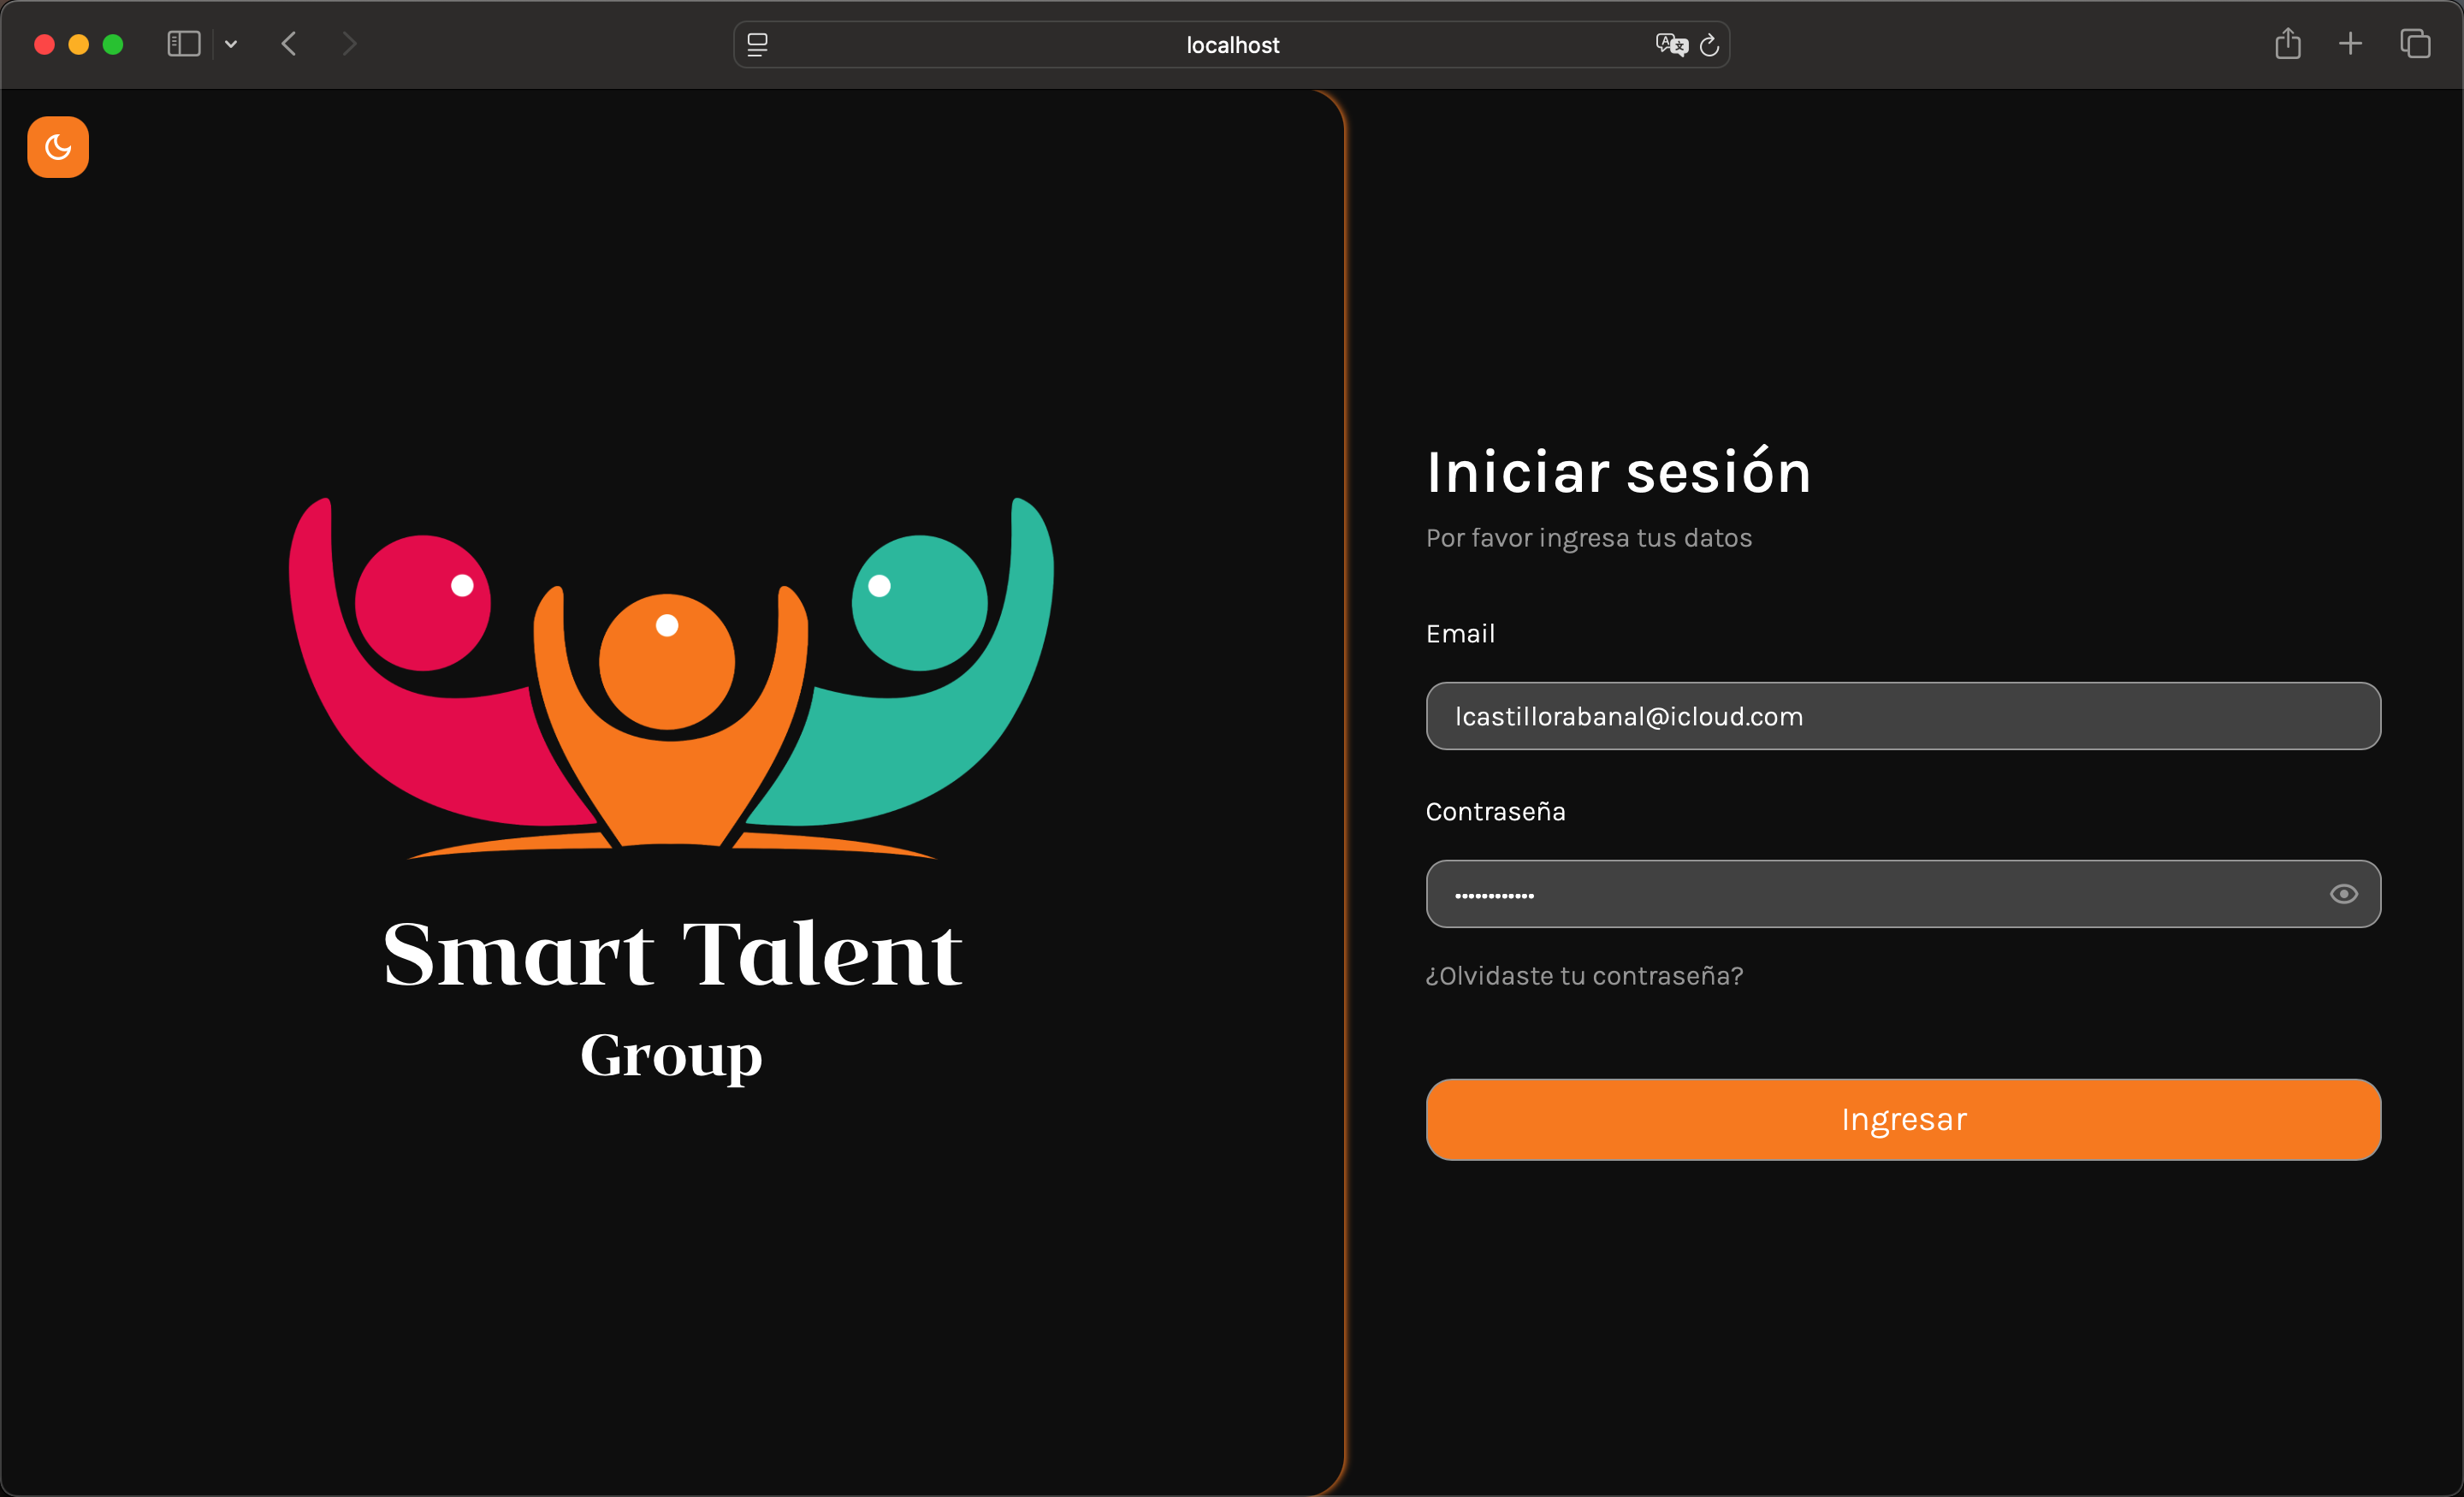 localhost
Smart Talent
Group
Iniciar sesión
Por favor ingresa tus datos
Email
lcastillorabanal@icloud.com
Contraseña
••••••••••••
¿Olvidaste tu contraseña?
Ingresar